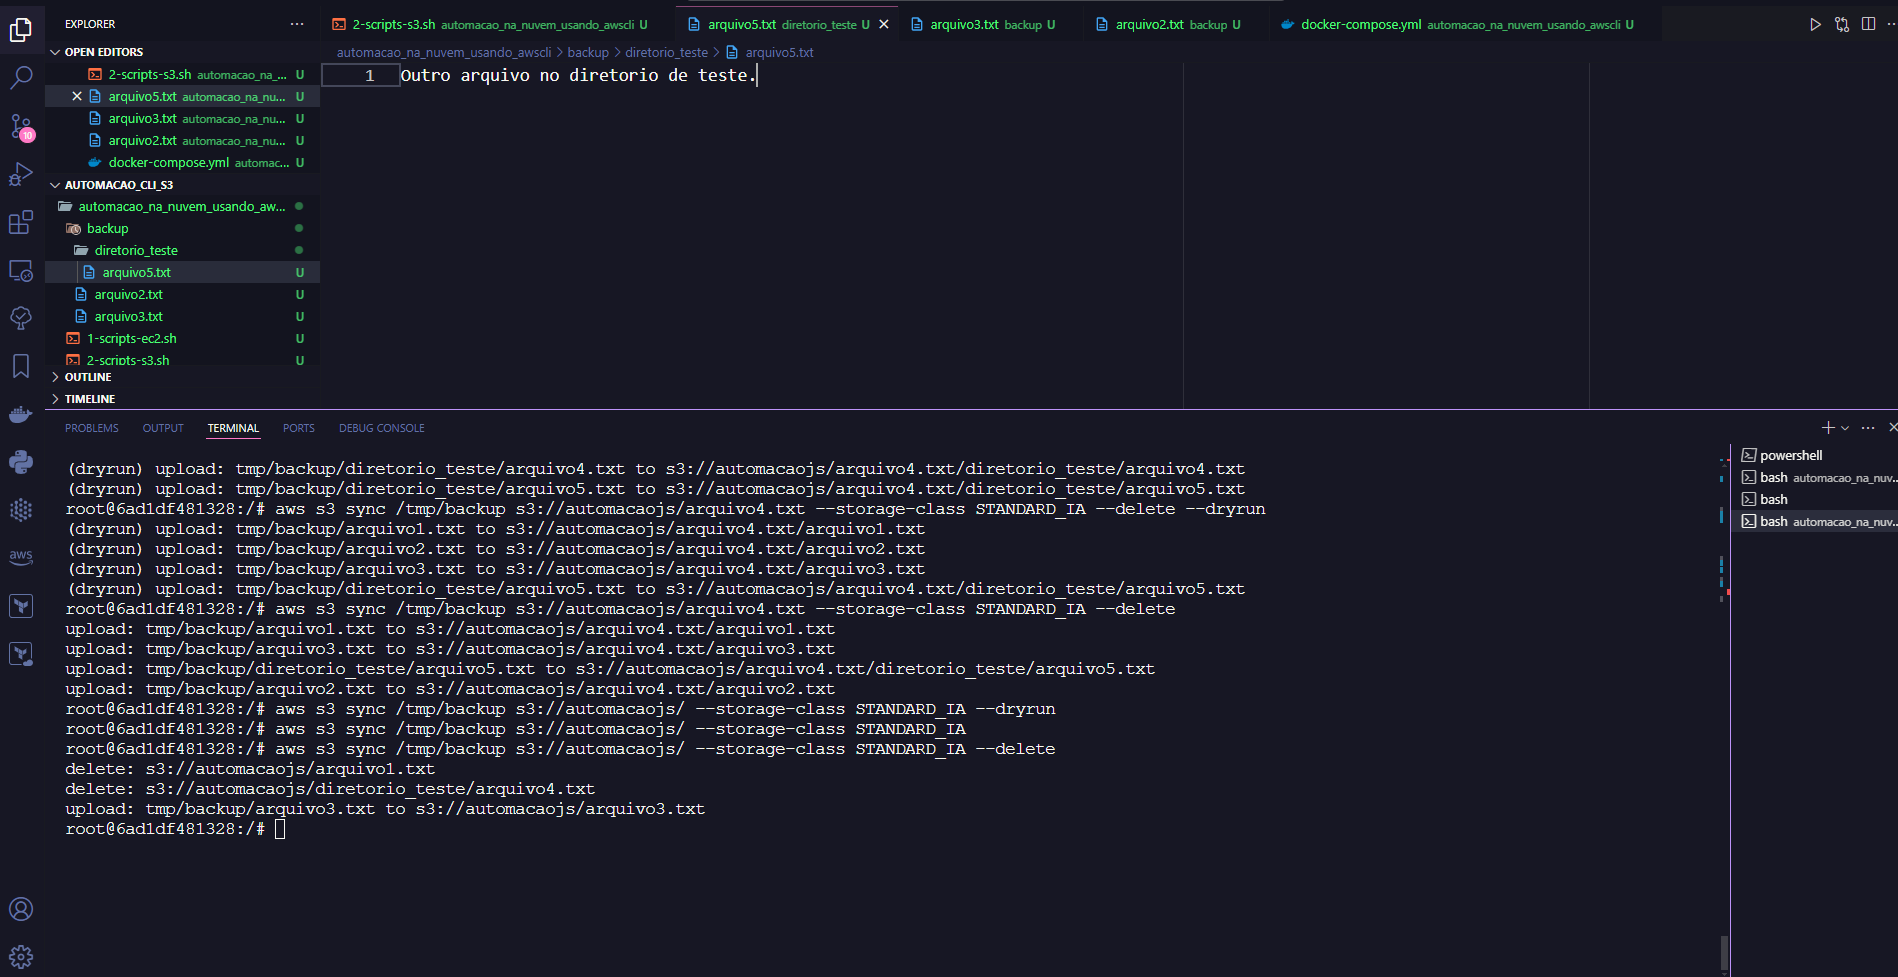 EXPLORER
2-scripts-s3.sh automacao_na_nuvem_usando_awscli U
arquivo5.txt diretorio_teste U
arquivo3.txt backup U
arquivo2.txt backup U
docker-compose.yml automacao_na_nuvem_usando_awscli U
OPEN EDITORS
2-scripts-s3.sh automacao_na_... U
arquivo5.txt automacao_na_nu... U
arquivo3.txt automacao_na_nu... U
arquivo2.txt automacao_na_nu... U
docker-compose.yml automac... U
AUTOMACAO_CLI_S3
automacao_na_nuvem_usando_aw...
backup
diretorio_teste
arquivo5.txt U
arquivo2.txt U
arquivo3.txt U
1-scripts-ec2.sh U
2-scripts-s3.sh U
OUTLINE
TIMELINE
10
aws
automacao_na_nuvem_usando_awscli > backup > diretorio_teste > arquivo5.txt
1 Outro arquivo no diretorio de teste.
PROBLEMS OUTPUT TERMINAL PORTS DEBUG CONSOLE
(dryrun) upload: tmp/backup/diretorio_teste/arquivo4.txt to s3://automacaojs/arquivo4.txt/diretorio_teste/arquivo4.txt
(dryrun) upload: tmp/backup/diretorio_teste/arquivo5.txt to s3://automacaojs/arquivo4.txt/diretorio_teste/arquivo5.txt
root@6ad1df481328:/# aws s3 sync /tmp/backup s3://automacaojs/arquivo4.txt --storage-class STANDARD_IA --delete --dryrun
(dryrun) upload: tmp/backup/arquivo1.txt to s3://automacaojs/arquivo4.txt/arquivo1.txt
(dryrun) upload: tmp/backup/arquivo2.txt to s3://automacaojs/arquivo4.txt/arquivo2.txt
(dryrun) upload: tmp/backup/arquivo3.txt to s3://automacaojs/arquivo4.txt/arquivo3.txt
(dryrun) upload: tmp/backup/diretorio_teste/arquivo5.txt to s3://automacaojs/arquivo4.txt/diretorio_teste/arquivo5.txt
root@6ad1df481328:/# aws s3 sync /tmp/backup s3://automacaojs/arquivo4.txt --storage-class STANDARD_IA --delete
upload: tmp/backup/arquivo1.txt to s3://automacaojs/arquivo4.txt/arquivo1.txt
upload: tmp/backup/arquivo3.txt to s3://automacaojs/arquivo4.txt/arquivo3.txt
upload: tmp/backup/diretorio_teste/arquivo5.txt to s3://automacaojs/arquivo4.txt/diretorio_teste/arquivo5.txt
upload: tmp/backup/arquivo2.txt to s3://automacaojs/arquivo4.txt/arquivo2.txt
root@6ad1df481328:/# aws s3 sync /tmp/backup s3://automacaojs/ --storage-class STANDARD_IA --dryrun
root@6ad1df481328:/# aws s3 sync /tmp/backup s3://automacaojs/ --storage-class STANDARD_IA
root@6ad1df481328:/# aws s3 sync /tmp/backup s3://automacaojs/ --storage-class STANDARD_IA --delete
delete: s3://automacaojs/arquivo1.txt
delete: s3://automacaojs/diretorio_teste/arquivo4.txt
upload: tmp/backup/arquivo3.txt to s3://automacaojs/arquivo3.txt
root@6ad1df481328:/#
powershell
bash automacao_na_nuv...
bash
bash automacao_na_nuv...